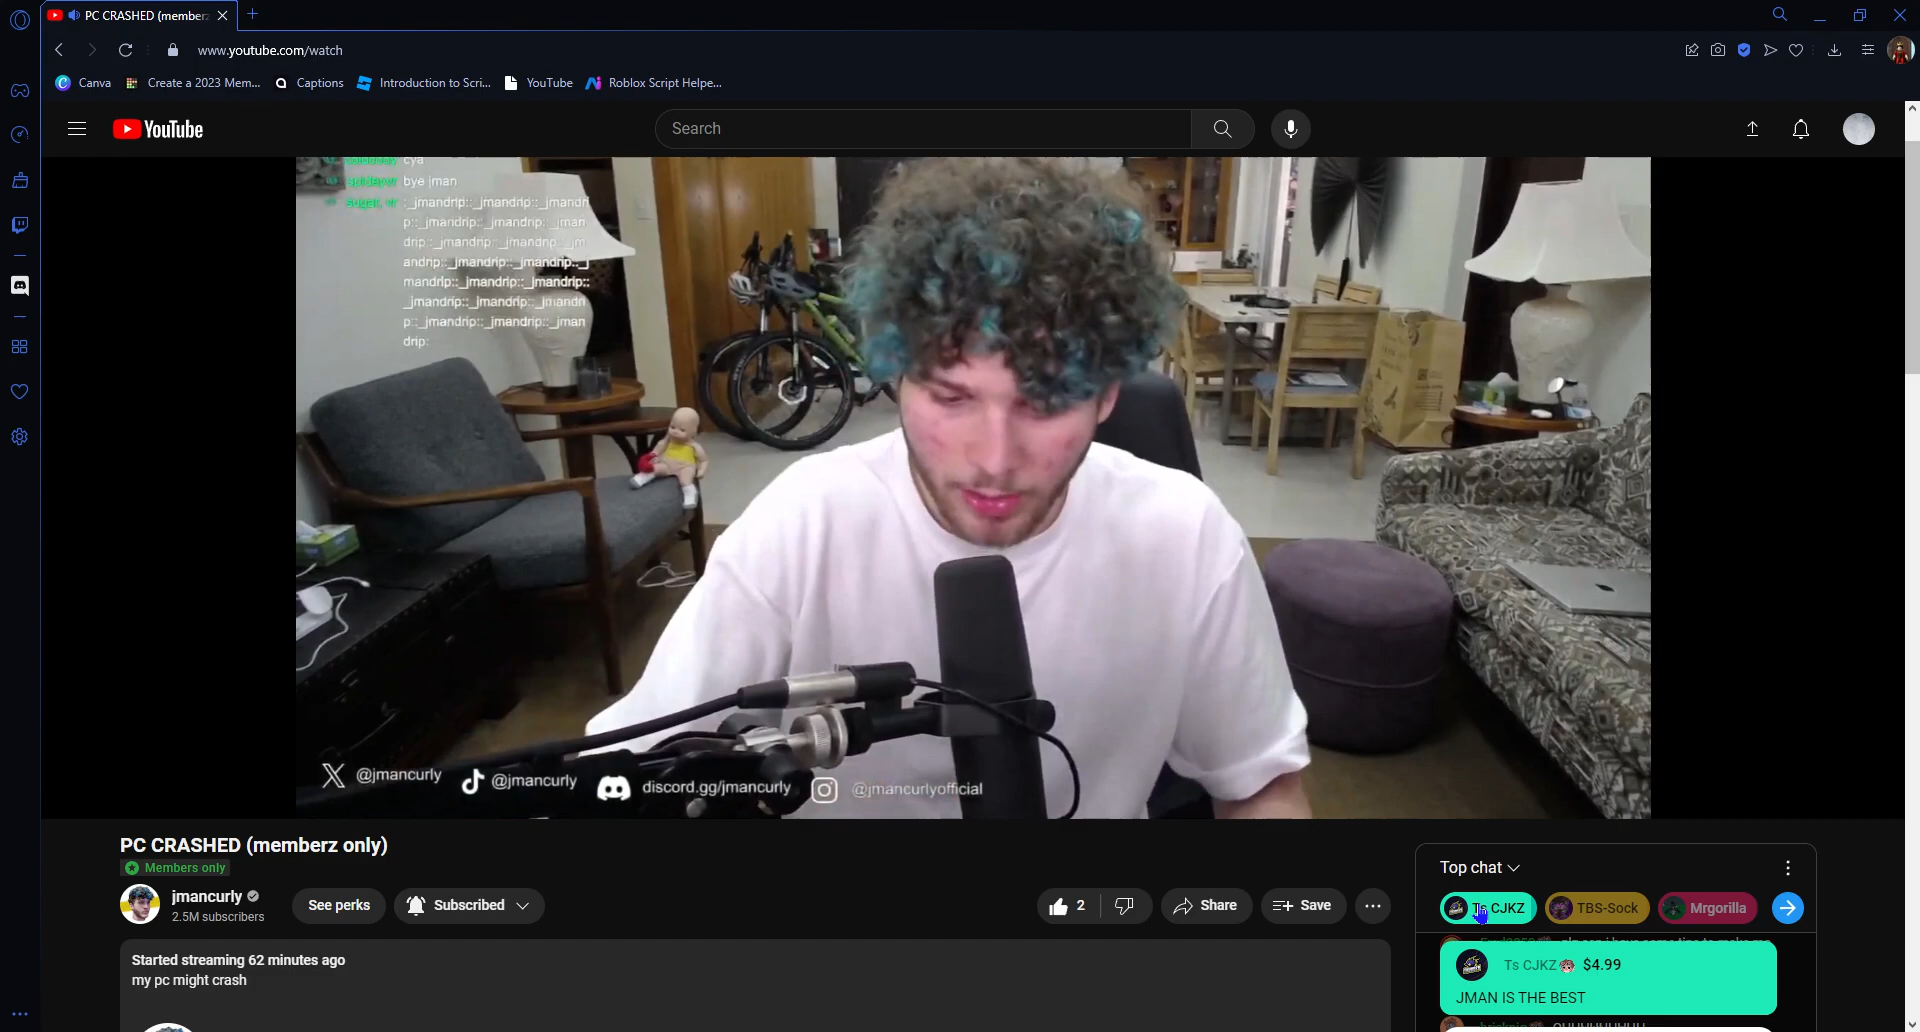 PC CRASHED (member
www.youtube.com/watch
Canva
Create a 2023 Mem...
Captions
Introduction to Scri...
YouTube
Roblox Script Helpe...
YouTube
Search
cya
spideyvr bye jman
sugar. vr :_jmandrip::_jmandrip::_jmandri
p::_jmandrip::_jmandrip::_jman
drip::_jmandrip::_jmandrip::_jm
andrip::_jmandrip::_jmandrip::_j
mandrip::_jmandrip::_jmandrip::
_jmandrip::_jmandrip::_jmandri
p::_jmandrip::_jmandrip::_jman
drip:
@jmancurly
@jmancurly
discord.gg/jmancurly
@jmancurlyofficial
PC CRASHED (memberz only)
Members only
jmancurly
2.5M subscribers
See perks
Subscribed
2
Share
Save
Started streaming 62 minutes ago
my pc might crash
Top chat
Ts CJKZ
TBS-Sock
Mrgorilla
Ts CJKZ $4.99
JMAN IS THE BEST